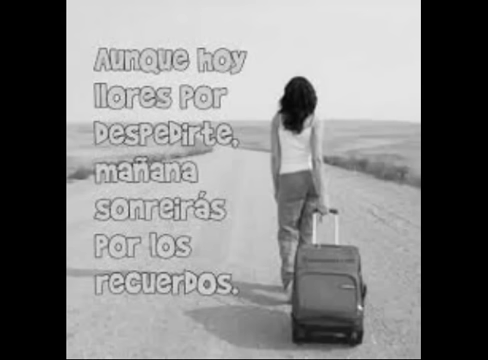 Aunque hoy
llores por
despedirte,
mañana
sonreirás
por los
recuerdos.